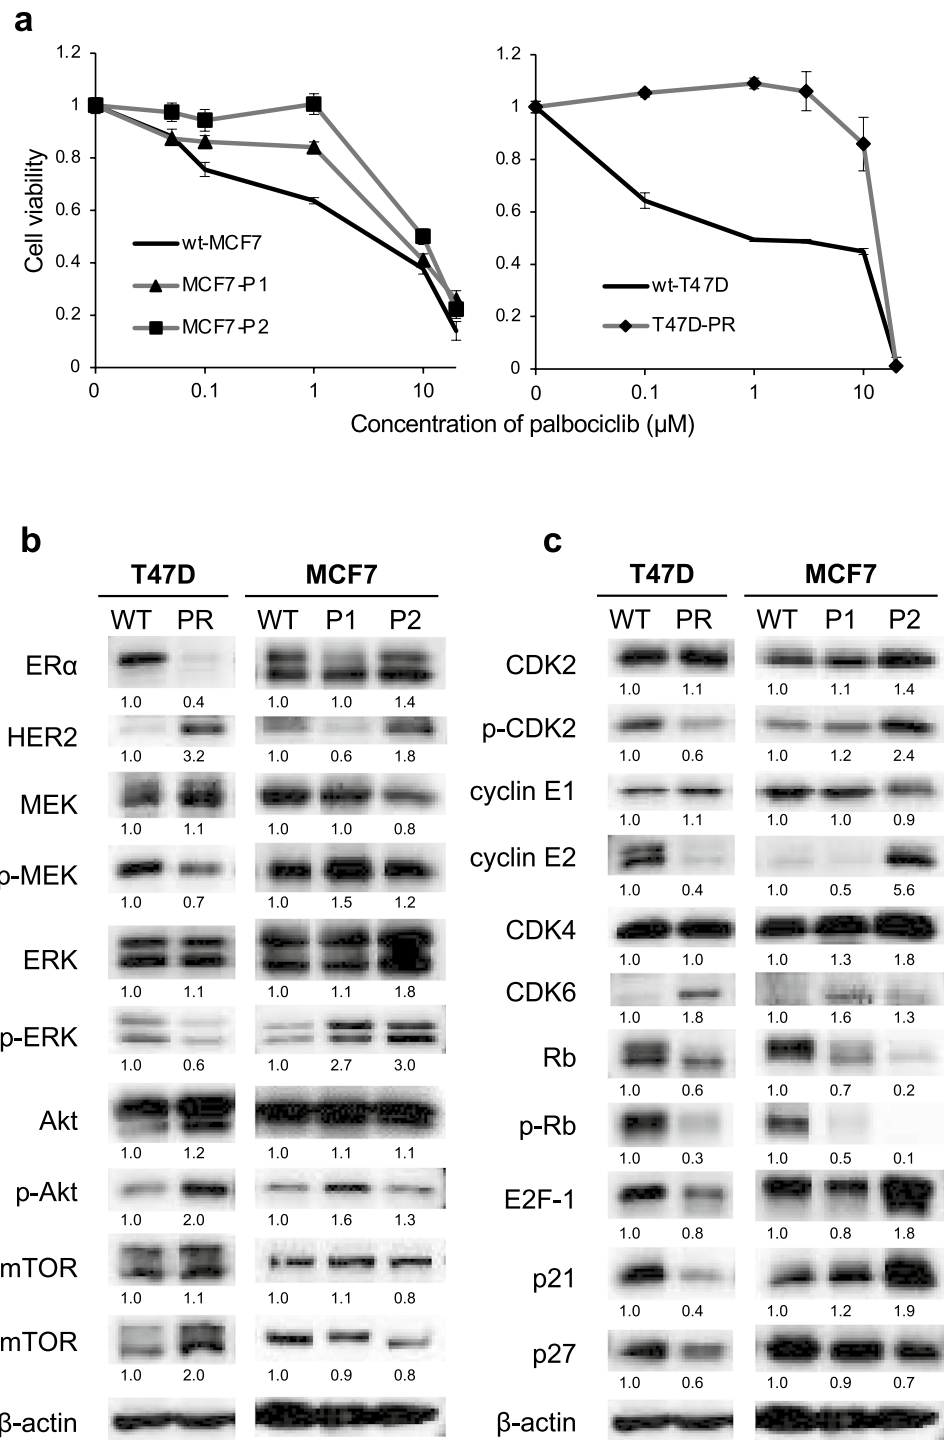 a
1.2
1
0.8
0.6
0.4
0.2
0
Cell viability
wt-MCF7
MCF7-P1
MCF7-P2
0 0.1 1 10
1.2
1
0.8
0.6
0.4
0.2
0
wt-T47D
T47D-PR
0 0.1 1 10
Concentration of palbociclib (µM)
b
T47D MCF7
WT PR WT P1 P2
ERα
1.0 0.4 1.0 1.0 1.4
HER2
1.0 3.2 1.0 0.6 1.8
MEK
1.0 1.1 1.0 1.0 0.8
p-MEK
1.0 0.7 1.0 1.5 1.2
ERK
1.0 1.1 1.0 1.1 1.8
p-ERK
1.0 0.6 1.0 2.7 3.0
Akt
1.0 1.2 1.0 1.1 1.1
p-Akt
1.0 2.0 1.0 1.6 1.3
mTOR
1.0 1.1 1.0 1.1 0.8
mTOR
1.0 2.0 1.0 0.9 0.8
β-actin
c
T47D MCF7
WT PR WT P1 P2
CDK2
1.0 1.1 1.0 1.1 1.4
p-CDK2
1.0 0.6 1.0 1.2 2.4
cyclin E1
1.0 1.1 1.0 1.0 0.9
cyclin E2
1.0 0.4 1.0 0.5 5.6
CDK4
1.0 1.0 1.0 1.3 1.8
CDK6
1.0 1.8 1.0 1.6 1.3
Rb
1.0 0.6 1.0 0.7 0.2
p-Rb
1.0 0.3 1.0 0.5 0.1
E2F-1
1.0 0.8 1.0 0.8 1.8
p21
1.0 0.4 1.0 1.2 1.9
p27
1.0 0.6 1.0 0.9 0.7
β-actin